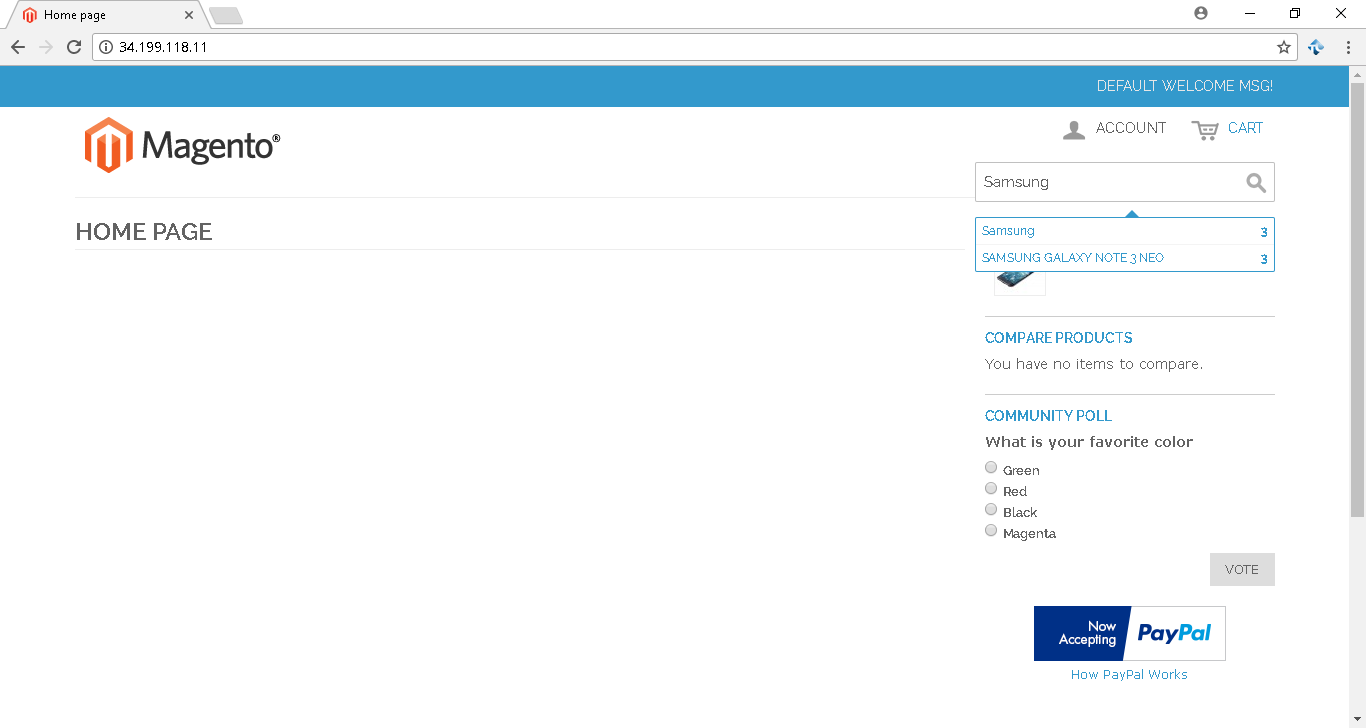 Home page
34.199.118.11
DEFAULT WELCOME MSG!
Magento®
ACCOUNT
CART
Samsung
HOME PAGE
Samsung 3
SAMSUNG GALAXY NOTE 3 NEO 3
COMPARE PRODUCTS
You have no items to compare.
COMMUNITY POLL
What is your favorite color
Green
Red
Black
Magenta
VOTE
Now
Accepting
PayPal
How PayPal Works